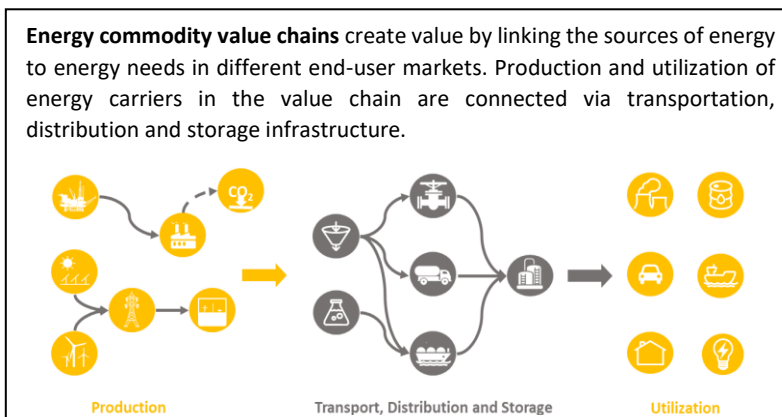 Energy commodity value chains create value by linking the sources of energy
to energy needs in different end-user markets. Production and utilization of
energy carriers in the value chain are connected via transportation,
distribution and storage infrastructure.
CO2
Production
Transport, Distribution and Storage
Utilization